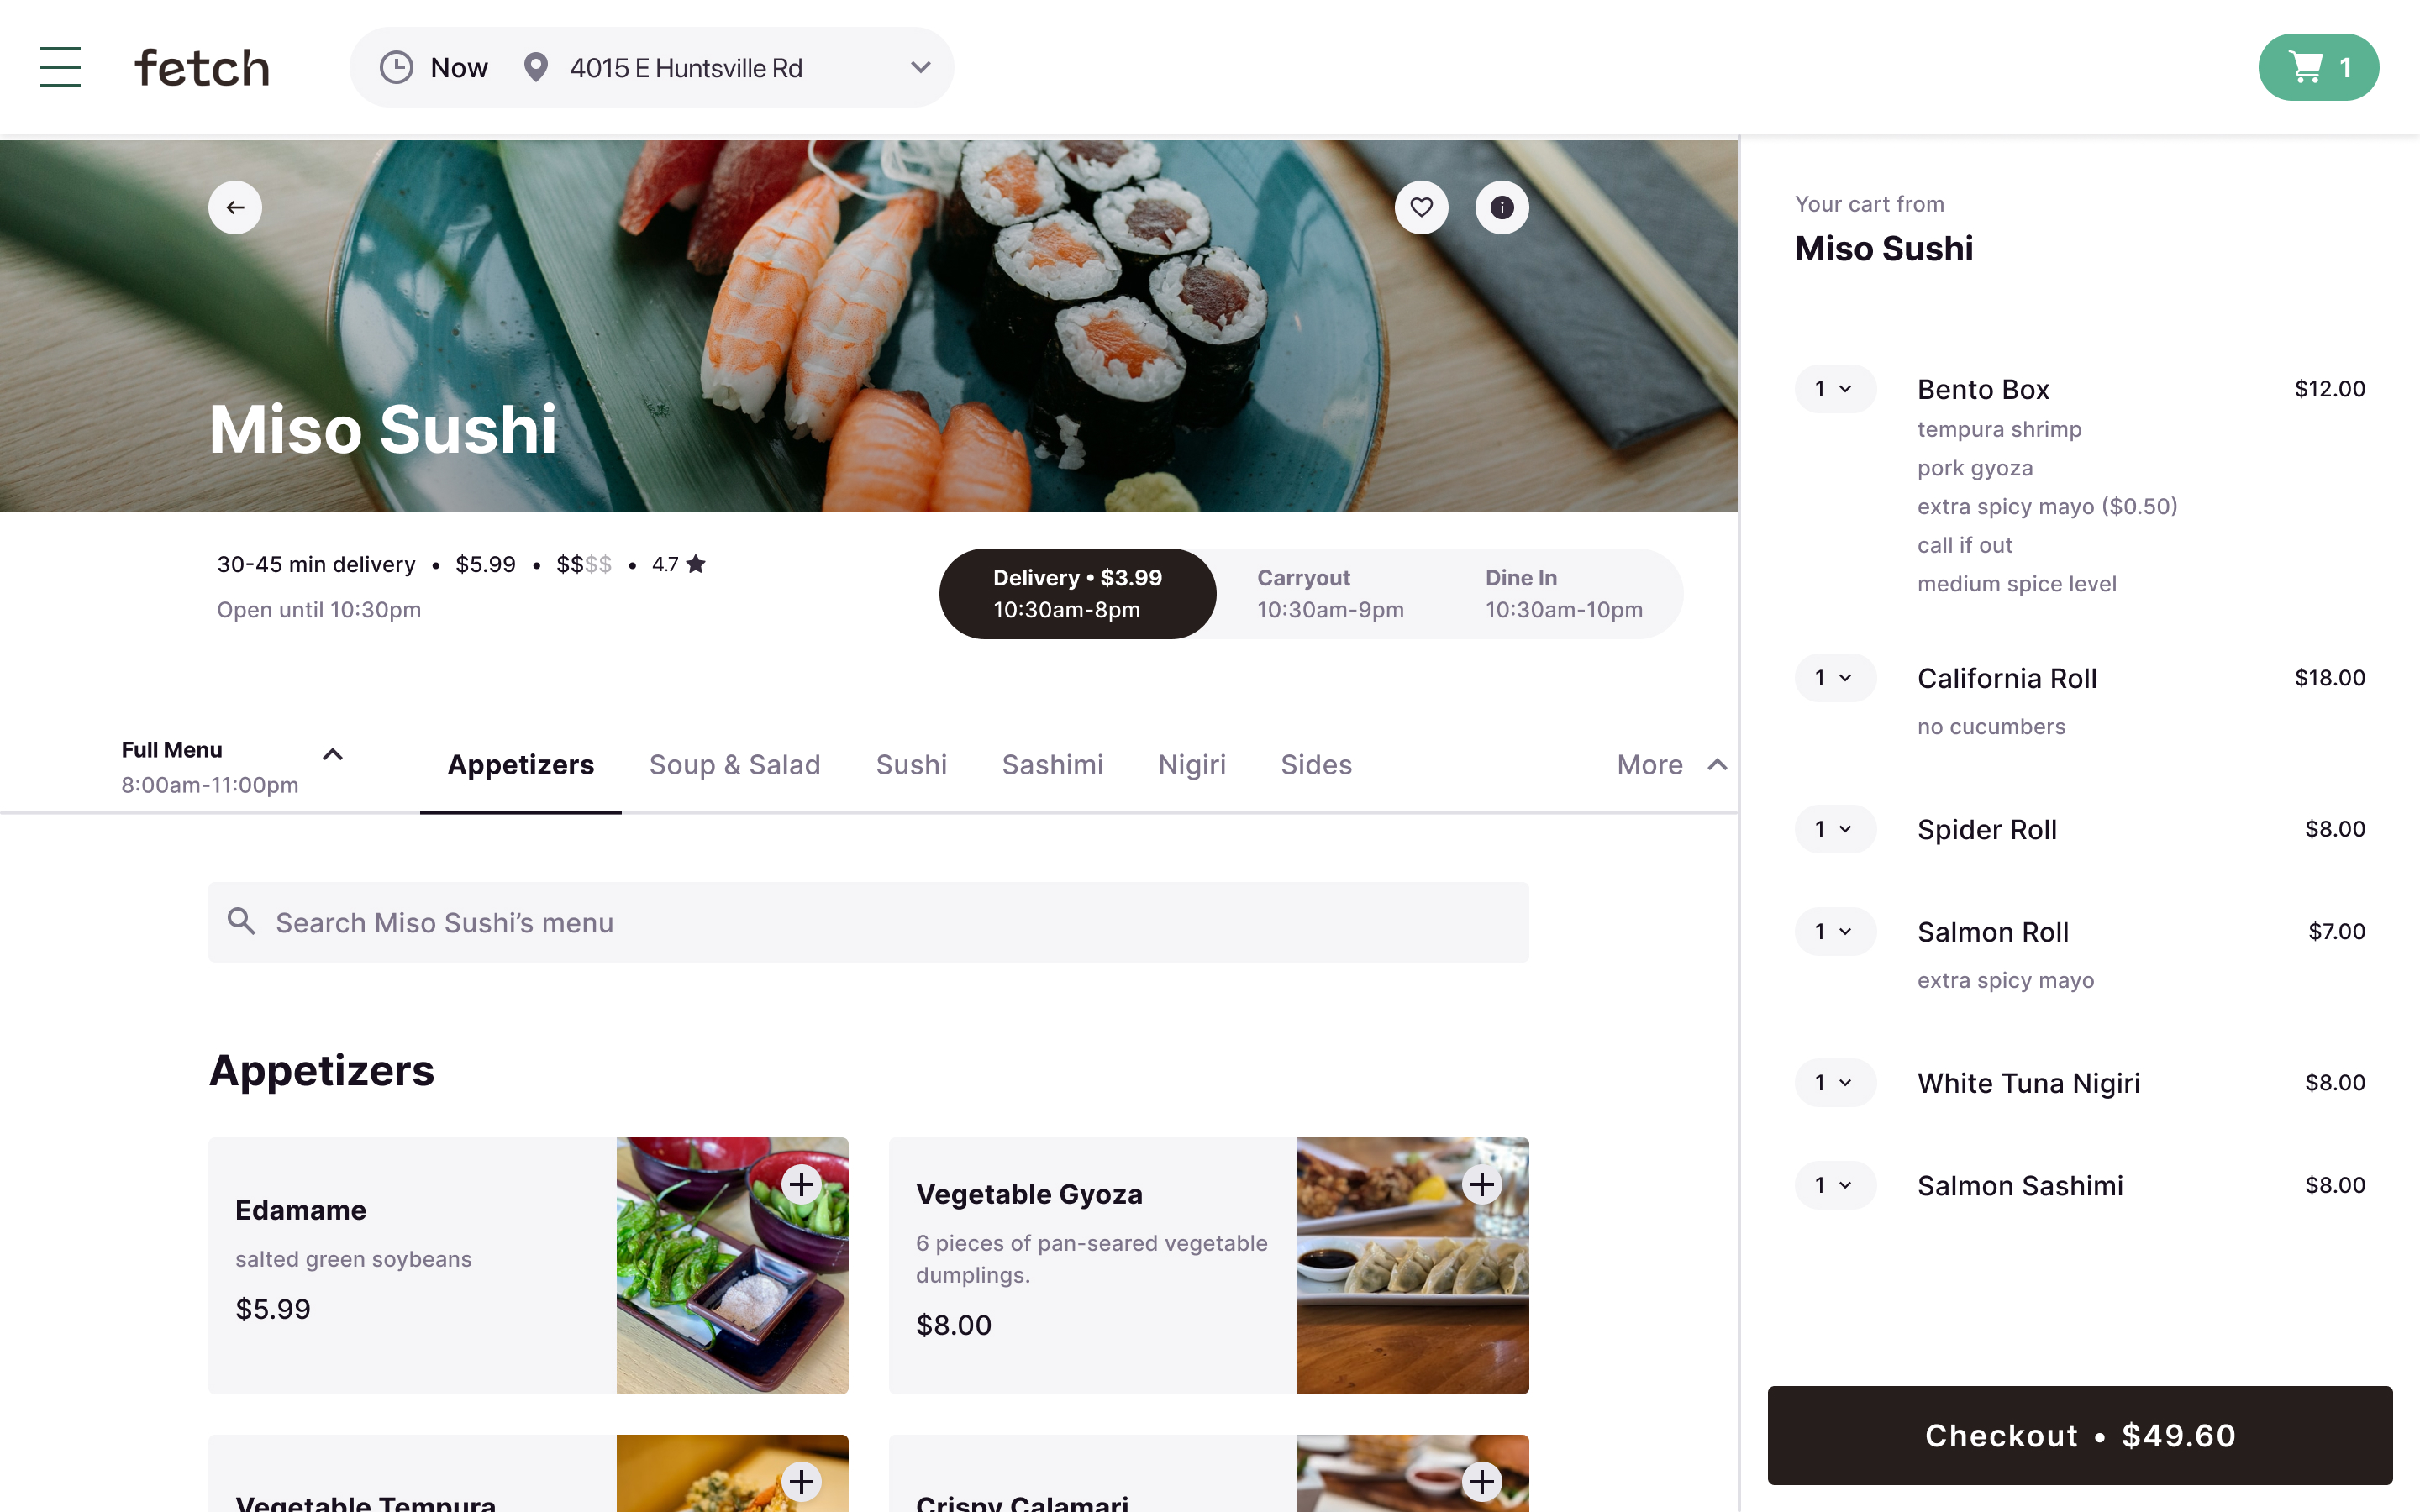 fetch
Now
4015 E Huntsville Rd
1
Miso Sushi
30-45 min delivery • $5.99 • $$$$ • 4.7
Open until 10:30pm
Delivery • $3.99
10:30am-8pm
Carryout
10:30am-9pm
Dine In
10:30am-10pm
Full Menu
8:00am-11:00pm
Appetizers
Soup & Salad
Sushi
Sashimi
Nigiri
Sides
More
Search Miso Sushi’s menu
Appetizers
Edamame
salted green soybeans
$5.99
Vegetable Gyoza
6 pieces of pan-seared vegetable
dumplings.
$8.00
Vegetable Tempura
Crispy Calamari
Your cart from
Miso Sushi
1 Bento Box $12.00
tempura shrimp
pork gyoza
extra spicy mayo ($0.50)
call if out
medium spice level
1 California Roll $18.00
no cucumbers
1 Spider Roll $8.00
1 Salmon Roll $7.00
extra spicy mayo
1 White Tuna Nigiri $8.00
1 Salmon Sashimi $8.00
Checkout • $49.60